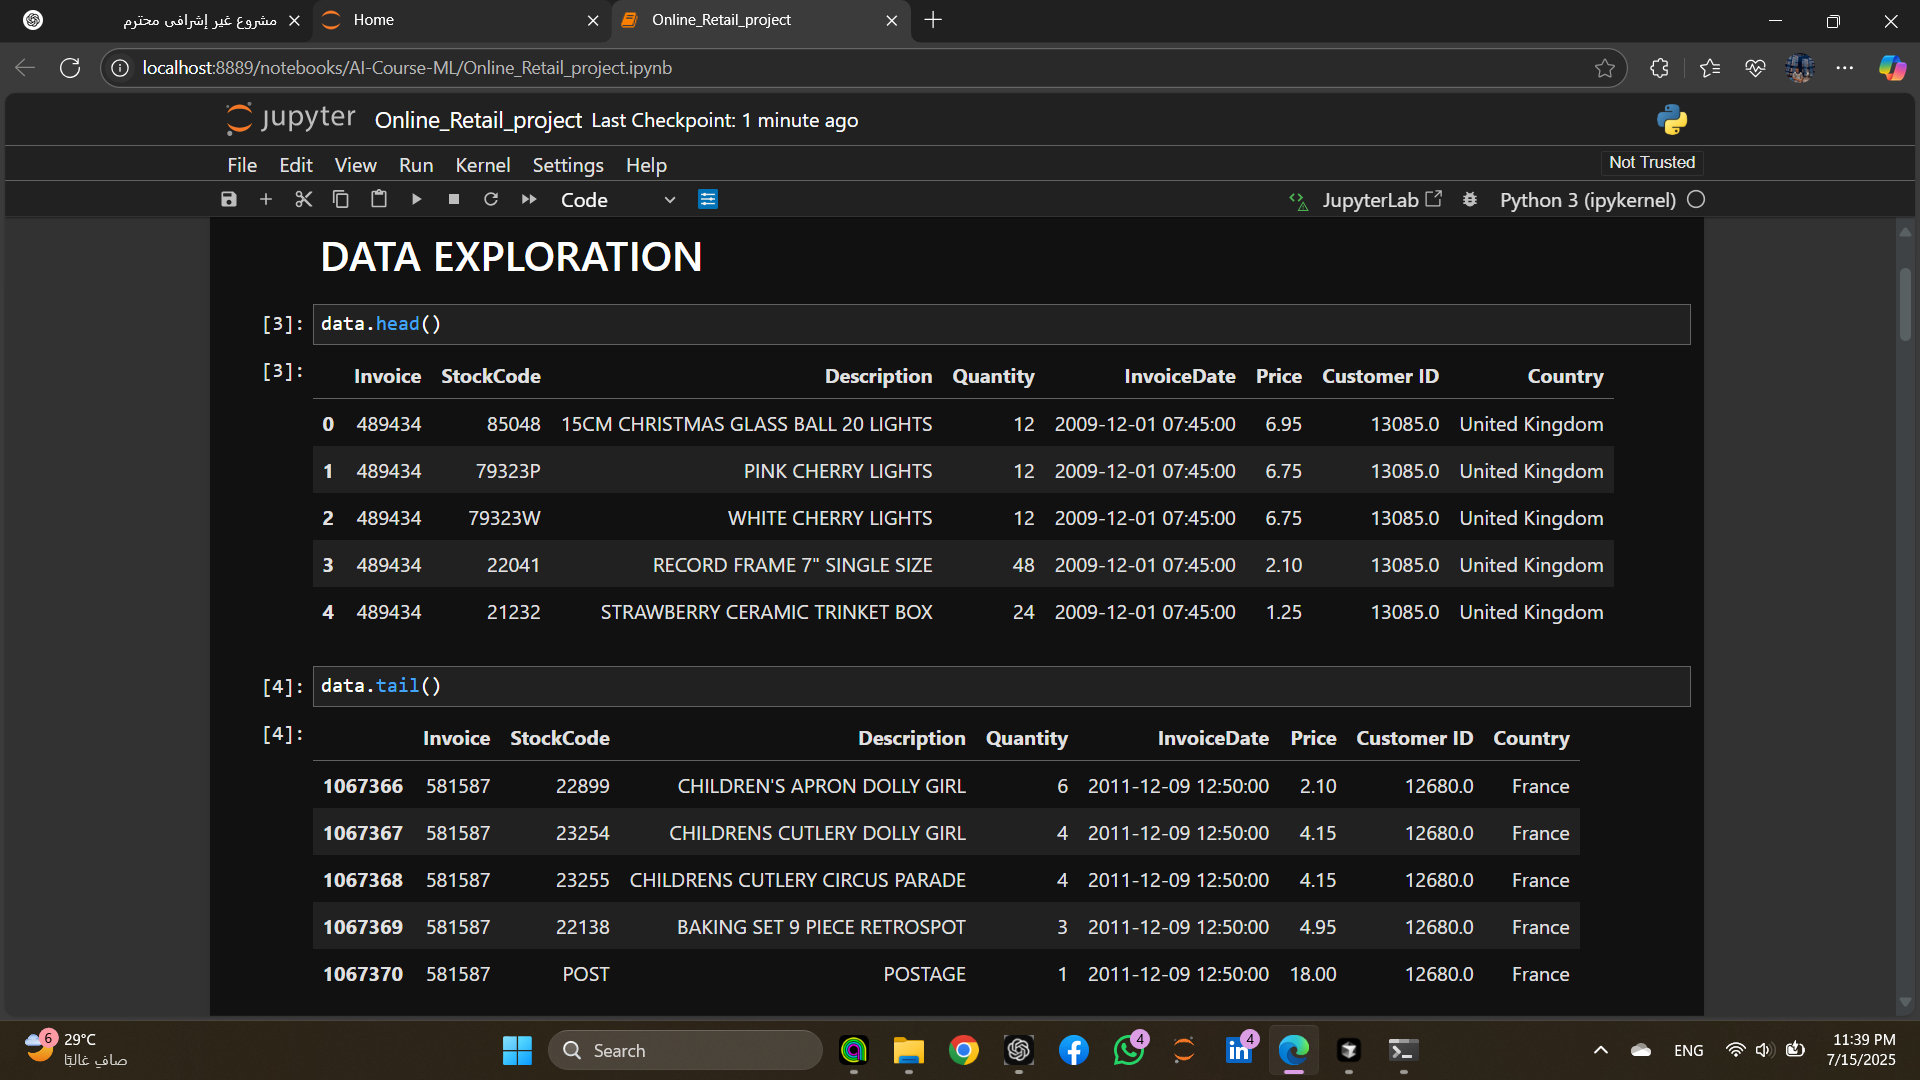 مشروع غير إشرافي محترم
Home
Online_Retail_project
localhost:8889/notebooks/AI-Course-ML/Online_Retail_project.ipynb
jupyter Online_Retail_project Last Checkpoint: 1 minute ago
File Edit View Run Kernel Settings Help
Not Trusted
Code
JupyterLab
Python 3 (ipykernel)
DATA EXPLORATION
[3]: data.head()
[3]:
Invoice StockCode Description Quantity InvoiceDate Price Customer ID Country
0 489434 85048 15CM CHRISTMAS GLASS BALL 20 LIGHTS 12 2009-12-01 07:45:00 6.95 13085.0 United Kingdom
1 489434 79323P PINK CHERRY LIGHTS 12 2009-12-01 07:45:00 6.75 13085.0 United Kingdom
2 489434 79323W WHITE CHERRY LIGHTS 12 2009-12-01 07:45:00 6.75 13085.0 United Kingdom
3 489434 22041 RECORD FRAME 7" SINGLE SIZE 48 2009-12-01 07:45:00 2.10 13085.0 United Kingdom
4 489434 21232 STRAWBERRY CERAMIC TRINKET BOX 24 2009-12-01 07:45:00 1.25 13085.0 United Kingdom
[4]: data.tail()
[4]:
Invoice StockCode Description Quantity InvoiceDate Price Customer ID Country
1067366 581587 22899 CHILDREN'S APRON DOLLY GIRL 6 2011-12-09 12:50:00 2.10 12680.0 France
1067367 581587 23254 CHILDRENS CUTLERY DOLLY GIRL 4 2011-12-09 12:50:00 4.15 12680.0 France
1067368 581587 23255 CHILDRENS CUTLERY CIRCUS PARADE 4 2011-12-09 12:50:00 4.15 12680.0 France
1067369 581587 22138 BAKING SET 9 PIECE RETROSPOT 3 2011-12-09 12:50:00 4.95 12680.0 France
1067370 581587 POST POSTAGE 1 2011-12-09 12:50:00 18.00 12680.0 France
6
29°C
صافٍ غالبًا
Search
4
in 4
ENG
11:39 PM
7/15/2025